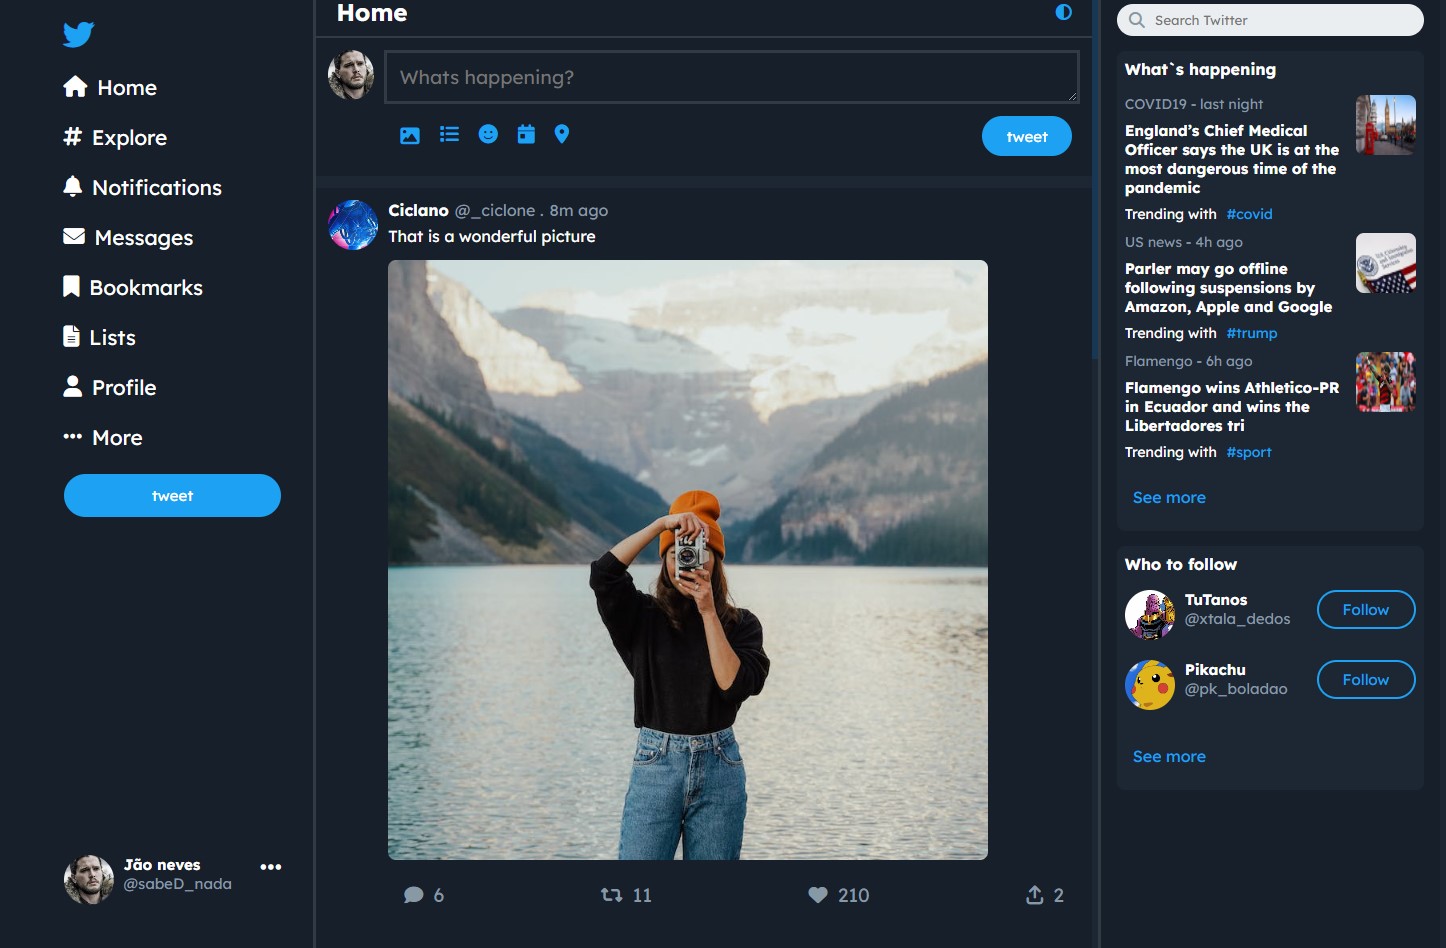 Home
Explore
Notifications
Messages
Bookmarks
Lists
Profile
More
tweet
Jão neves
@sabeD_nada
Home
Whats happening?
tweet
Ciclano @_ciclone . 8m ago
That is a wonderful picture
6
11
210
2
Search Twitter
What`s happening
COVID19 - last night
England’s Chief Medical
Officer says the UK is at the
most dangerous time of the
pandemic
Trending with #covid
US news - 4h ago
Parler may go offline
following suspensions by
Amazon, Apple and Google
Trending with #trump
Flamengo - 6h ago
Flamengo wins Athletico-PR
in Ecuador and wins the
Libertadores tri
Trending with #sport
See more
Who to follow
TuTanos
@xtala_dedos
Follow
Pikachu
@pk_boladao
Follow
See more